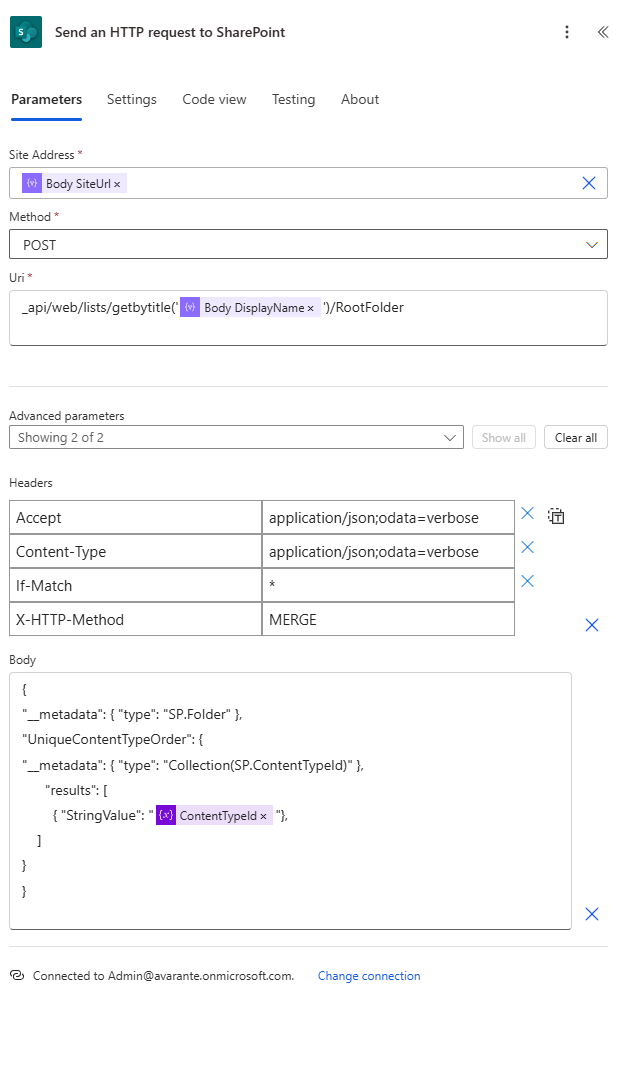 Send an HTTP request to SharePoint
Parameters Settings Code view Testing About
Site Address *
Body SiteUrl ×
Method *
POST
Uri *
_api/web/lists/getbytitle(' Body DisplayName × ')/RootFolder
Advanced parameters
Showing 2 of 2 Show all Clear all
Headers
Accept application/json;odata=verbose
Content-Type application/json;odata=verbose
If-Match *
X-HTTP-Method MERGE
Body
{
"__metadata": { "type": "SP.Folder" },
"UniqueContentTypeOrder": {
"__metadata": { "type": "Collection(SP.ContentTypeId)" },
"results": [
{ "StringValue": " ContentTypeId × "},
]
}
}
Connected to Admin@avarante.onmicrosoft.com. Change connection